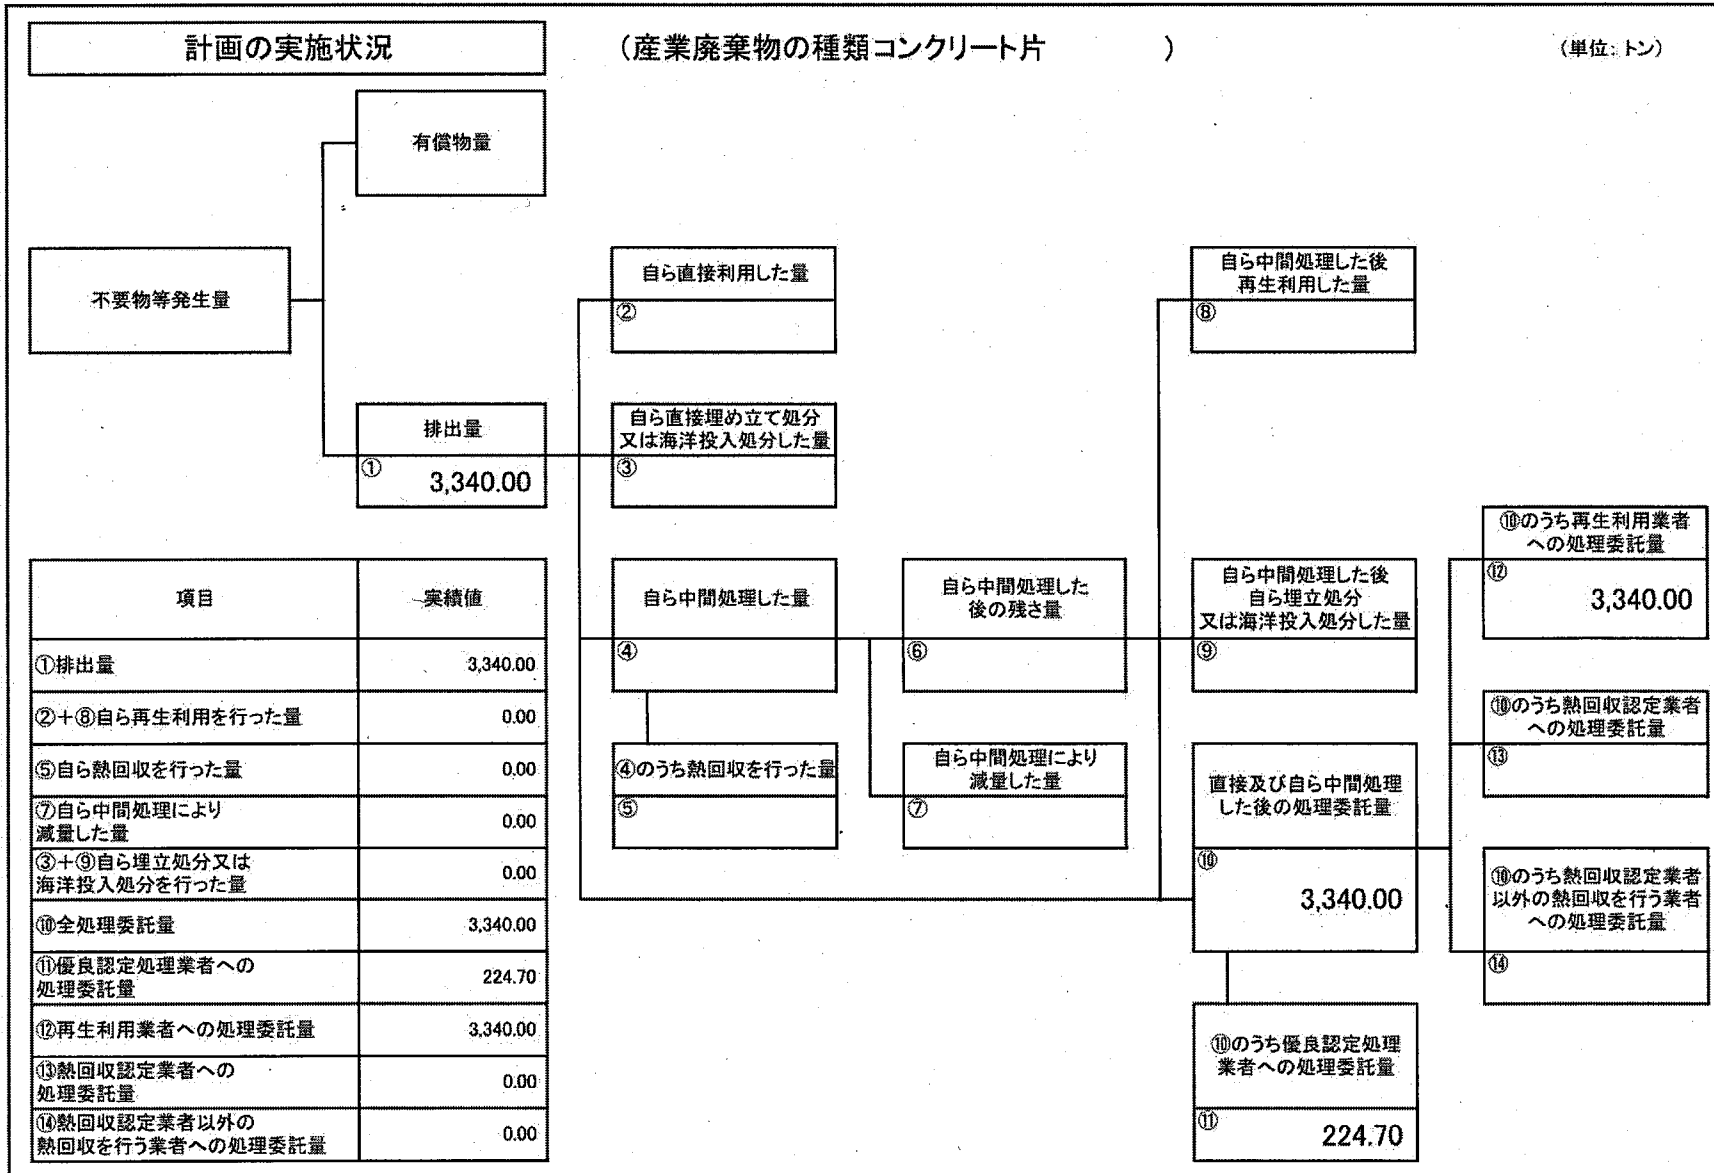 計画の実施状況
（産業廃棄物の種類コンクリート片　　　　）
（単位：トン）
有償物量
不要物等発生量
自ら直接利用した量
②
自ら中間処理した後
再生利用した量
⑧
排出量
①
3,340.00
自ら直接埋め立て処分
又は海洋投入処分した量
③
自ら中間処理した量
④
自ら中間処理した
後の残さ量
⑥
自ら中間処理した後
自ら埋立処分
又は海洋投入処分した量
⑨
⑩のうち再生利用業者
への処理委託量
⑫
3,340.00
④のうち熱回収を行った量
⑤
自ら中間処理により
減量した量
⑦
直接及び自ら中間処理
した後の処理委託量
⑩
3,340.00
⑩のうち熱回収認定業者
への処理委託量
⑬
⑩のうち熱回収認定業者
以外の熱回収を行う業者
への処理委託量
⑭
⑩のうち優良認定処理
業者への処理委託量
⑪
224.70
項目 実績値
①排出量 3,340.00
②＋⑧自ら再生利用を行った量 0.00
⑤自ら熱回収を行った量 0.00
⑦自ら中間処理により
減量した量 0.00
③＋⑨自ら埋立処分又は
海洋投入処分を行った量 0.00
⑩全処理委託量 3,340.00
⑪優良認定処理業者への
処理委託量 224.70
⑫再生利用業者への処理委託量 3,340.00
⑬熱回収認定業者への
処理委託量 0.00
⑭熱回収認定業者以外の
熱回収を行う業者への処理委託量 0.00